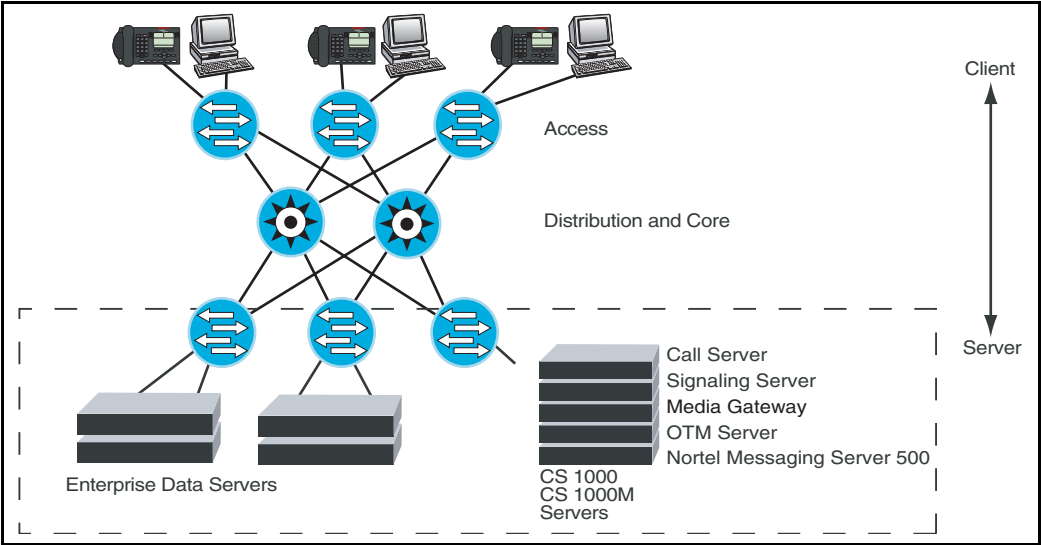 Client
Access
Distribution and Core
Server
Call Server
Signaling Server
Media Gateway
OTM Server
Nortel Messaging Server 500
Enterprise Data Servers
CS 1000
CS 1000M
Servers